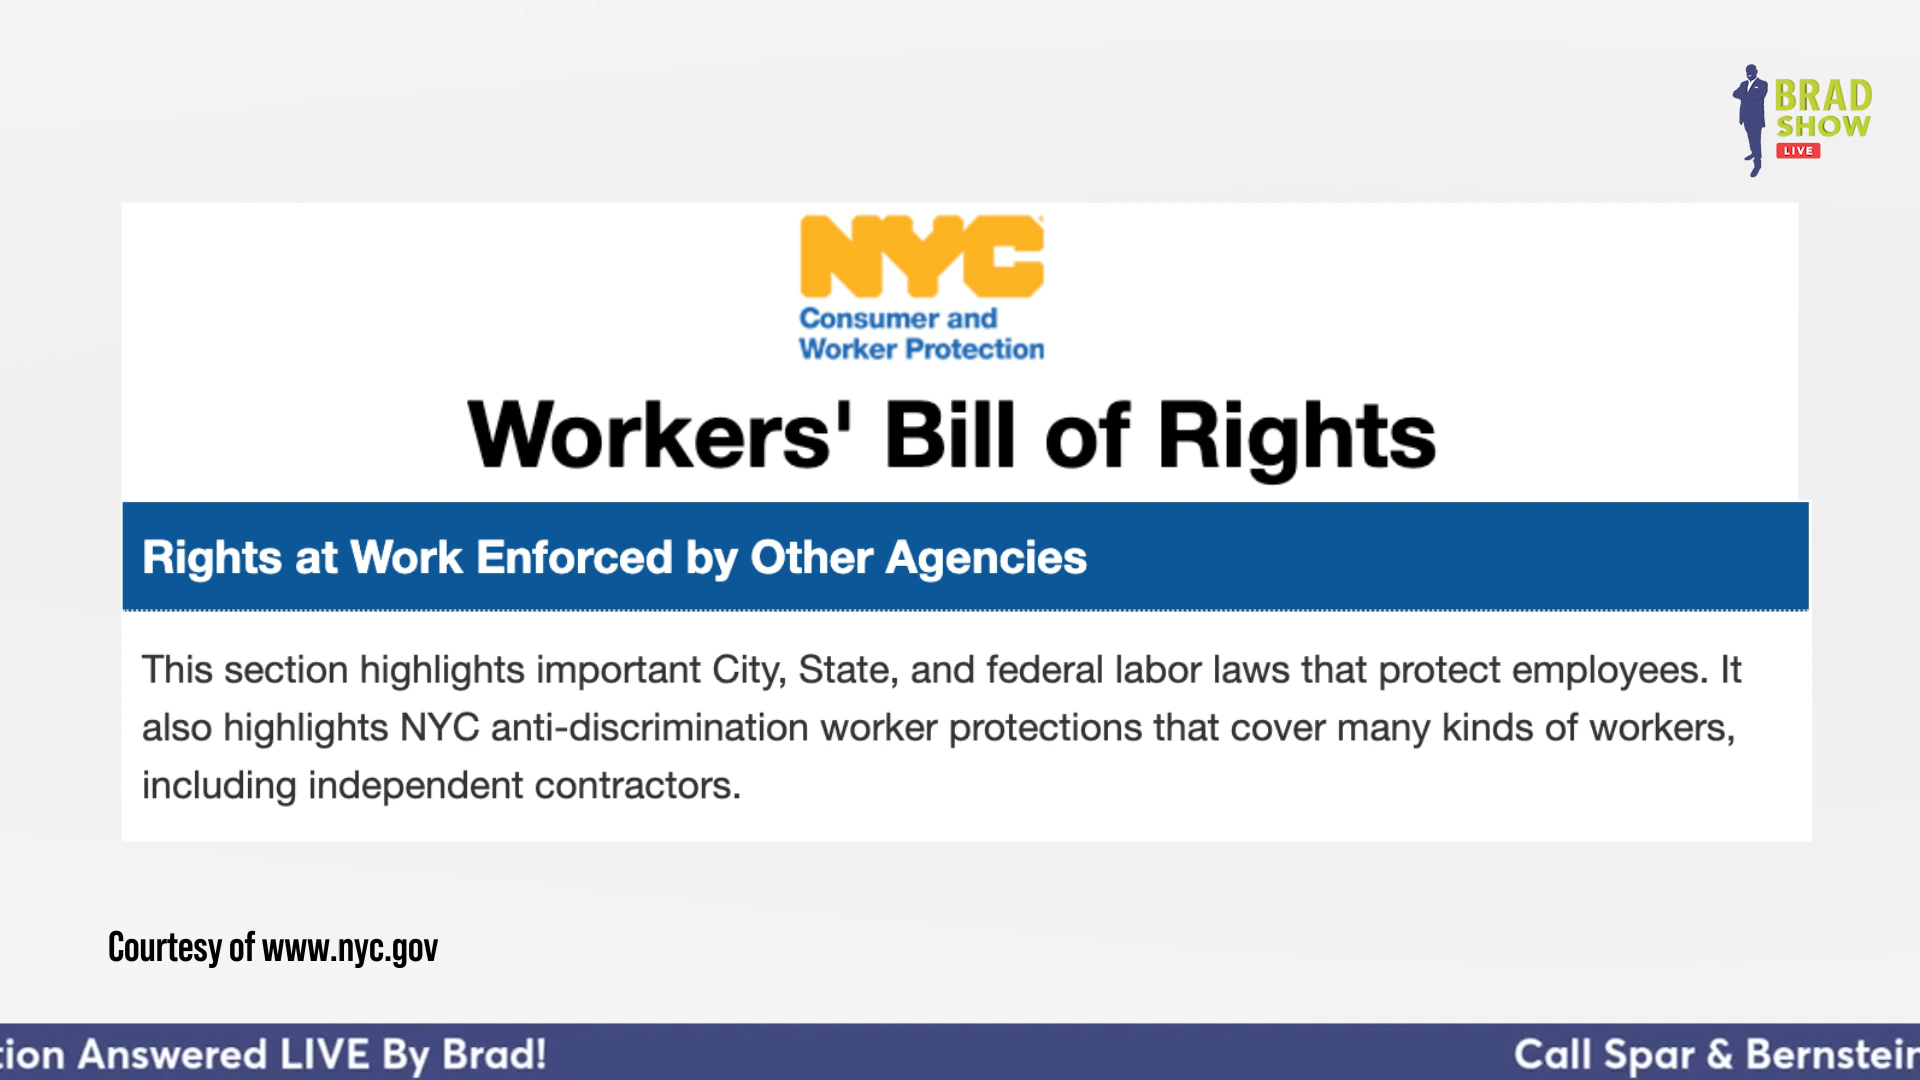 BRAD
SHOW
LIVE
NYC
Consumer and
Worker Protection
Workers' Bill of Rights
Rights at Work Enforced by Other Agencies
This section highlights important City, State, and federal labor laws that protect employees. It
also highlights NYC anti-discrimination worker protections that cover many kinds of workers,
including independent contractors.
Courtesy of www.nyc.gov
tion Answered LIVE By Brad!
Call Spar & Bernstein